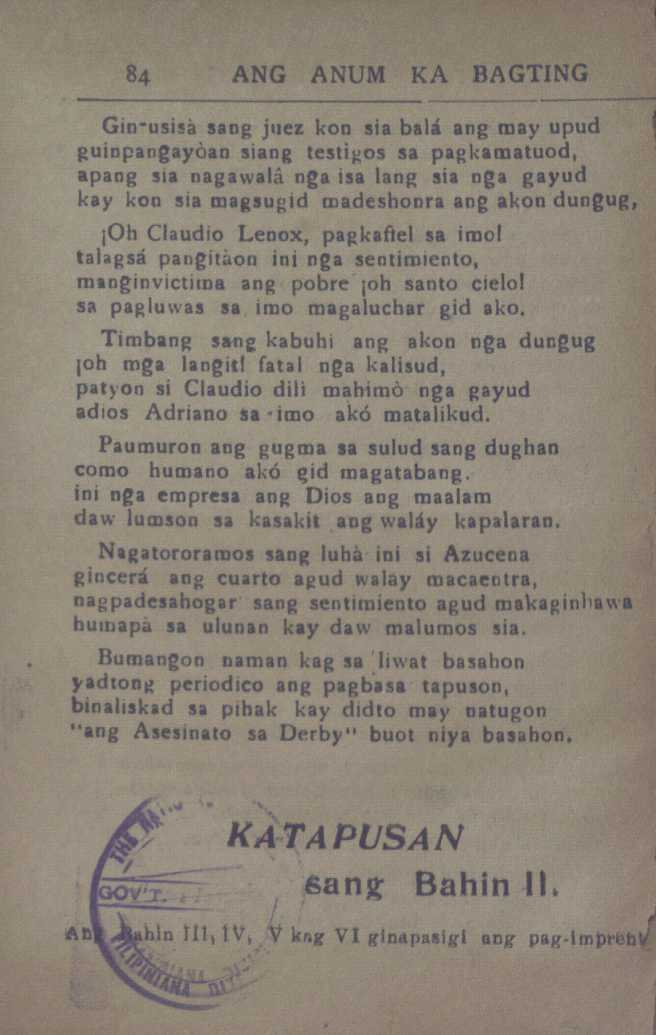 84 ANG ANUM KA BAGTING
Gin-usisà sang juez kon sia balá ang may upud
guinpangayòan siang testigos sa pagkamatuod,
apang sia nagawalâ nga isa lang sia nga gayud
kay kon sia magsugid madeshonra ang akon dungug,
¡Oh Claudio Lenox, pagkafiel sa imo!
talagsá pangitàon ini nga sentimiento,
manginvictima ang pobre ¡oh santo cielo!
sa pagluwas sa imo magaluchar gid ako.
Timbang sang kabuhi ang akon nga dungug
¡oh mga langit! fatal nga kalisud,
patyon si Claudio dilì mahimò nga gayud
adios Adriano sa imo akó matalikud.
Paumuron ang gugma sa sulud sang dughan
como humano akó gid magatabang.
ini nga empresa ang Dios ang maalam
daw lumson sa kasakit ang waláy kapalaran.
Nagatororamos sang luhà ini si Azucena
gincerá ang cuarto agud walay macaentra,
nagpadesahogar sang sentimiento agud makaginhawa
humapà sa ulunan kay daw malumos sia.
Bumangon naman kag sa liwat basahon
yadtong periodico ang pagbasa tapuson,
binaliskad sa pihak kay didto may natugon
"ang Asesinato sa Derby" buot niya basahon.
KATAPUSAN
sang Bahin II.
Ang Bahin III, IV, V kag VI ginapasigi ang pag-imprenta
THE
GOV'T.
FILIPINIANA